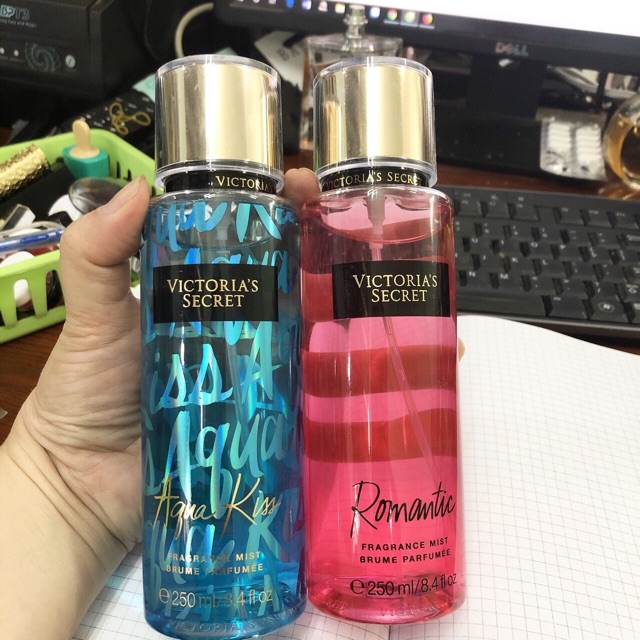 VICTORIA
VICTORIA'S
SECRET
Aqua Kiss
FRAGRANCE MIST
BRUME PARFUMÉE
℮ 250 ml / 8.4 fl oz
VICTORIA'S SECRET
VICTORIA'S
SECRET
Romantic
FRAGRANCE MIST
BRUME PARFUMÉE
℮ 250 ml/8.4 fl oz
DELL